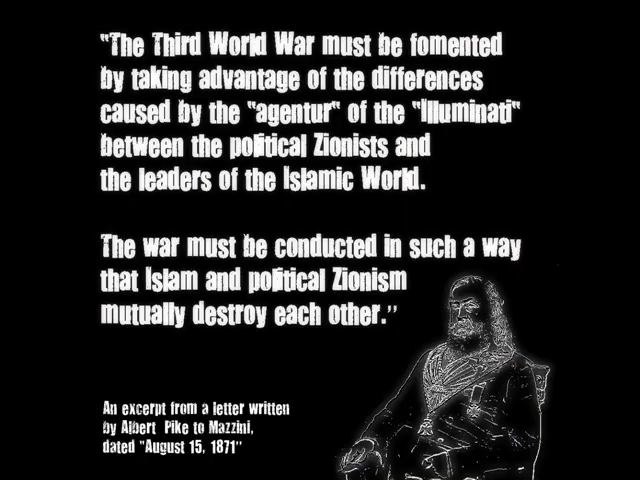 "The Third World War must be fomented
by taking advantage of the differences
caused by the "agentur" of the "Illuminati"
between the political Zionists and
the leaders of the Islamic World.
The war must be conducted in such a way
that Islam and political Zionism
mutually destroy each other."
An excerpt from a letter written
by Albert Pike to Mazzini,
dated "August 15, 1871"